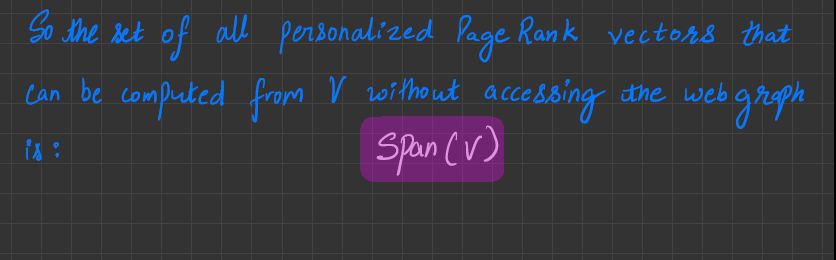 So the set of all personalized Page Rank vectors that
can be computed from V without accessing the web graph
is :
Span (V)